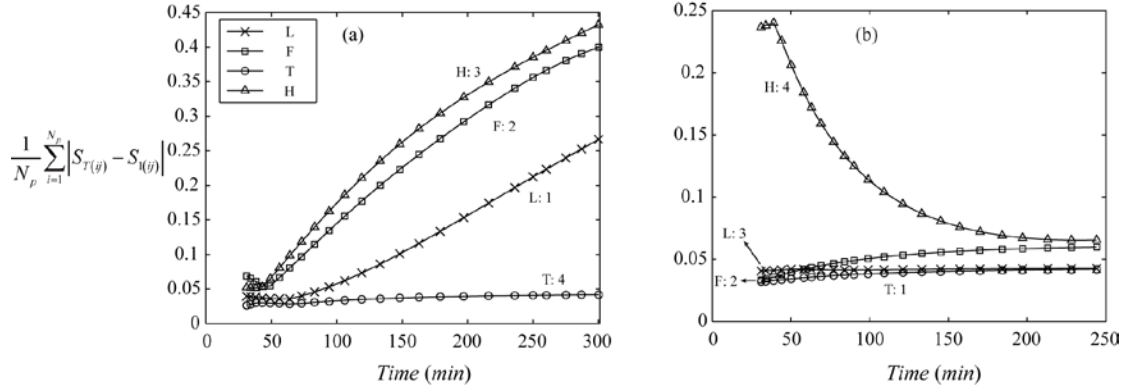 0.45
0.4
0.35
0.3
0.25
0.2
0.15
0.1
0.05
0
(a)
L
F
T
H
H: 3
F: 2
L: 1
T: 4
0 50 100 150 200 250 300
Time (min)
1/N_p ∑_{i=1}^{N_p} |S_{T(ij)} − S_{1(ij)}|
0.25
0.2
0.15
0.1
0.05
0
(b)
H: 4
L: 3
F: 2
T: 1
0 50 100 150 200 250
Time (min)